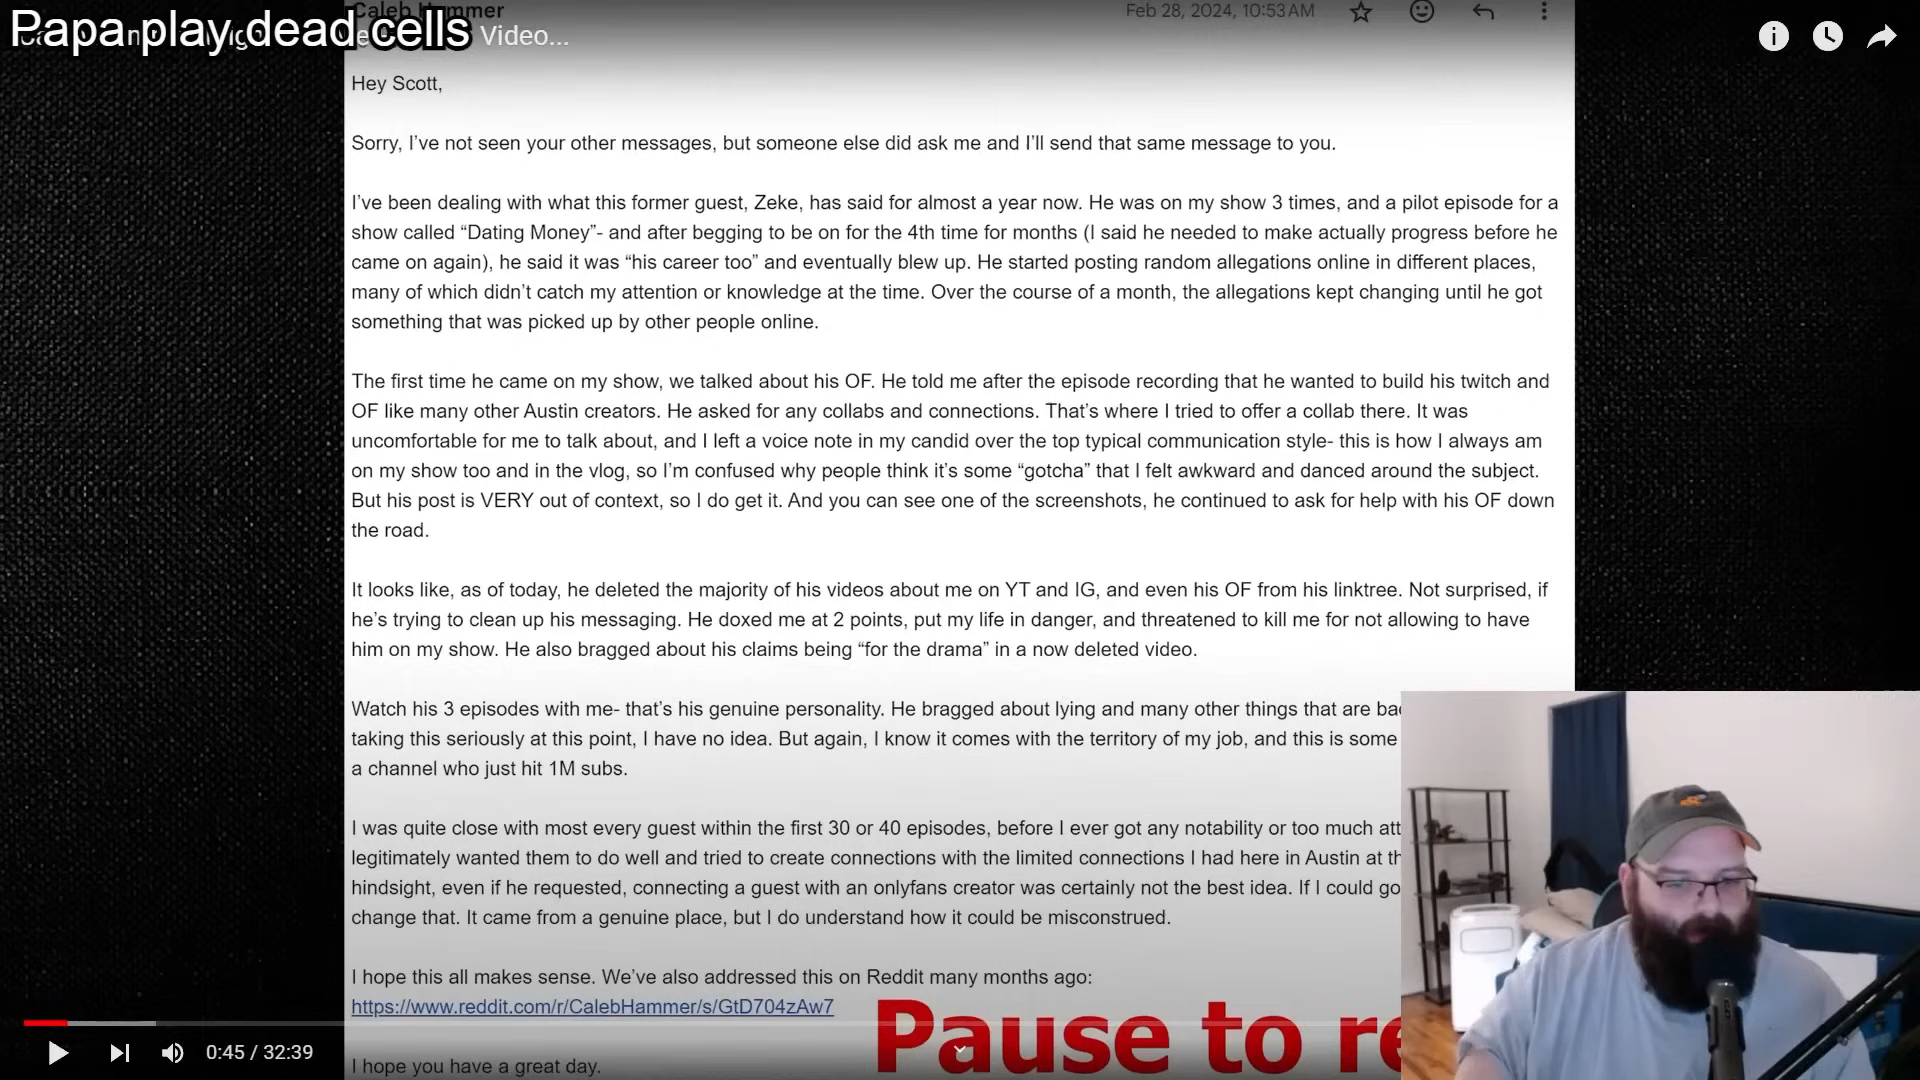 Papa play dead cells
Video...
Caleb Hammer
Feb 28, 2024, 10:53 AM
Hey Scott,
Sorry, I've not seen your other messages, but someone else did ask me and I'll send that same message to you.
I've been dealing with what this former guest, Zeke, has said for almost a year now. He was on my show 3 times, and a pilot episode for a
show called “Dating Money”- and after begging to be on for the 4th time for months (I said he needed to make actually progress before he
came on again), he said it was “his career too” and eventually blew up. He started posting random allegations online in different places,
many of which didn't catch my attention or knowledge at the time. Over the course of a month, the allegations kept changing until he got
something that was picked up by other people online.
The first time he came on my show, we talked about his OF. He told me after the episode recording that he wanted to build his twitch and
OF like many other Austin creators. He asked for any collabs and connections. That's where I tried to offer a collab there. It was
uncomfortable for me to talk about, and I left a voice note in my candid over the top typical communication style- this is how I always am
on my show too and in the vlog, so I'm confused why people think it's some “gotcha” that I felt awkward and danced around the subject.
But his post is VERY out of context, so I do get it. And you can see one of the screenshots, he continued to ask for help with his OF down
the road.
It looks like, as of today, he deleted the majority of his videos about me on YT and IG, and even his OF from his linktree. Not surprised, if
he's trying to clean up his messaging. He doxed me at 2 points, put my life in danger, and threatened to kill me for not allowing to have
him on my show. He also bragged about his claims being “for the drama” in a now deleted video.
Watch his 3 episodes with me- that's his genuine personality. He bragged about lying and many other things that are
taking this seriously at this point, I have no idea. But again, I know it comes with the territory of my job, and this is some
a channel who just hit 1M subs.
I was quite close with most every guest within the first 30 or 40 episodes, before I ever got any notability or too much
legitimately wanted them to do well and tried to create connections with the limited connections I had here in Austin at
hindsight, even if he requested, connecting a guest with an onlyfans creator was certainly not the best idea. If I could go
change that. It came from a genuine place, but I do understand how it could be misconstrued.
I hope this all makes sense. We've also addressed this on Reddit many months ago:
https://www.reddit.com/r/CalebHammer/s/GtD704zAw7
Pause to re
0:45 / 32:39
I hope you have a great day.